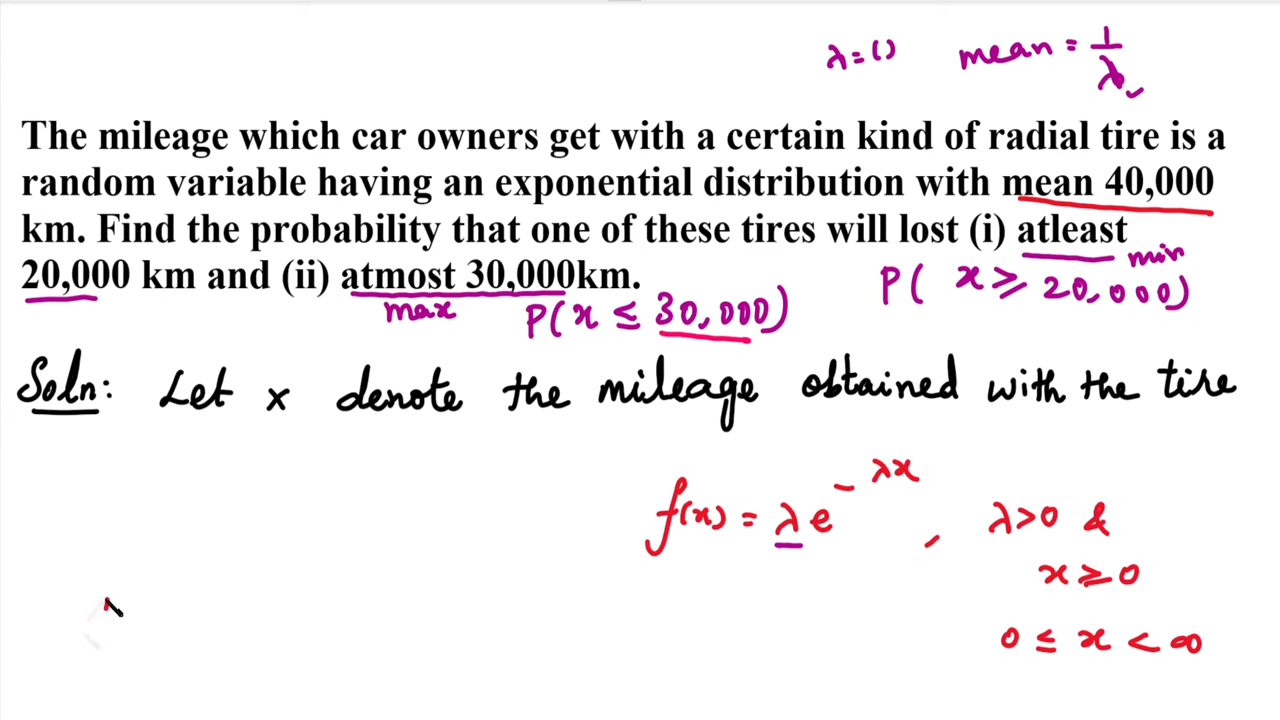 λ = ( ) mean = 1/λ
The mileage which car owners get with a certain kind of radial tire is a
random variable having an exponential distribution with mean 40,000
km. Find the probability that one of these tires will lost (i) atleast
min
20,000 km and (ii) atmost 30,000km. P( x ≥ 20,000)
max P(x ≤ 30,000)
Soln: Let x denote the mileage obtained with the tire
f(x) = λe^-λx , λ>0 &
x ≥ 0
0 ≤ x < ∞